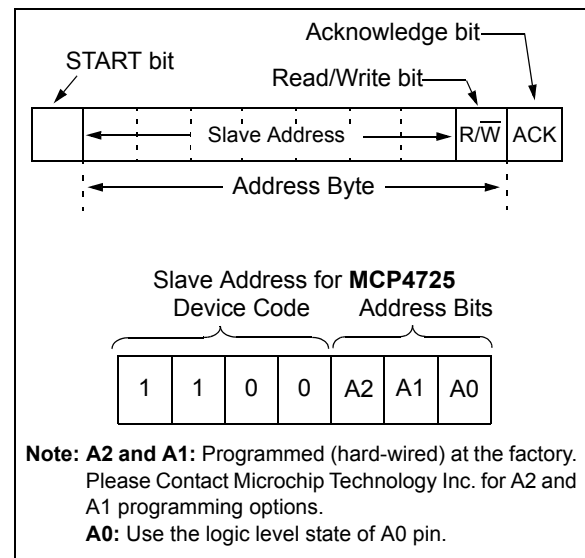 Acknowledge bit
START bit
Read/Write bit
Slave Address R/W̅ ACK
Address Byte
Slave Address for MCP4725
Device Code Address Bits
1 1 0 0 A2 A1 A0
Note: A2 and A1: Programmed (hard-wired) at the factory.
Please Contact Microchip Technology Inc. for A2 and
A1 programming options.
A0: Use the logic level state of A0 pin.